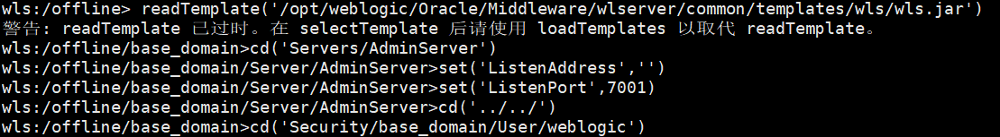 wls:/offline> readTemplate('/opt/weblogic/Oracle/Middleware/wlserver/common/templates/wls/wls.jar')
警告: readTemplate 已过时。在 selectTemplate 后请使用 loadTemplates 以取代 readTemplate。
wls:/offline/base_domain>cd('Servers/AdminServer')
wls:/offline/base_domain/Server/AdminServer>set('ListenAddress','')
wls:/offline/base_domain/Server/AdminServer>set('ListenPort',7001)
wls:/offline/base_domain/Server/AdminServer>cd('../../')
wls:/offline/base_domain>cd('Security/base_domain/User/weblogic')